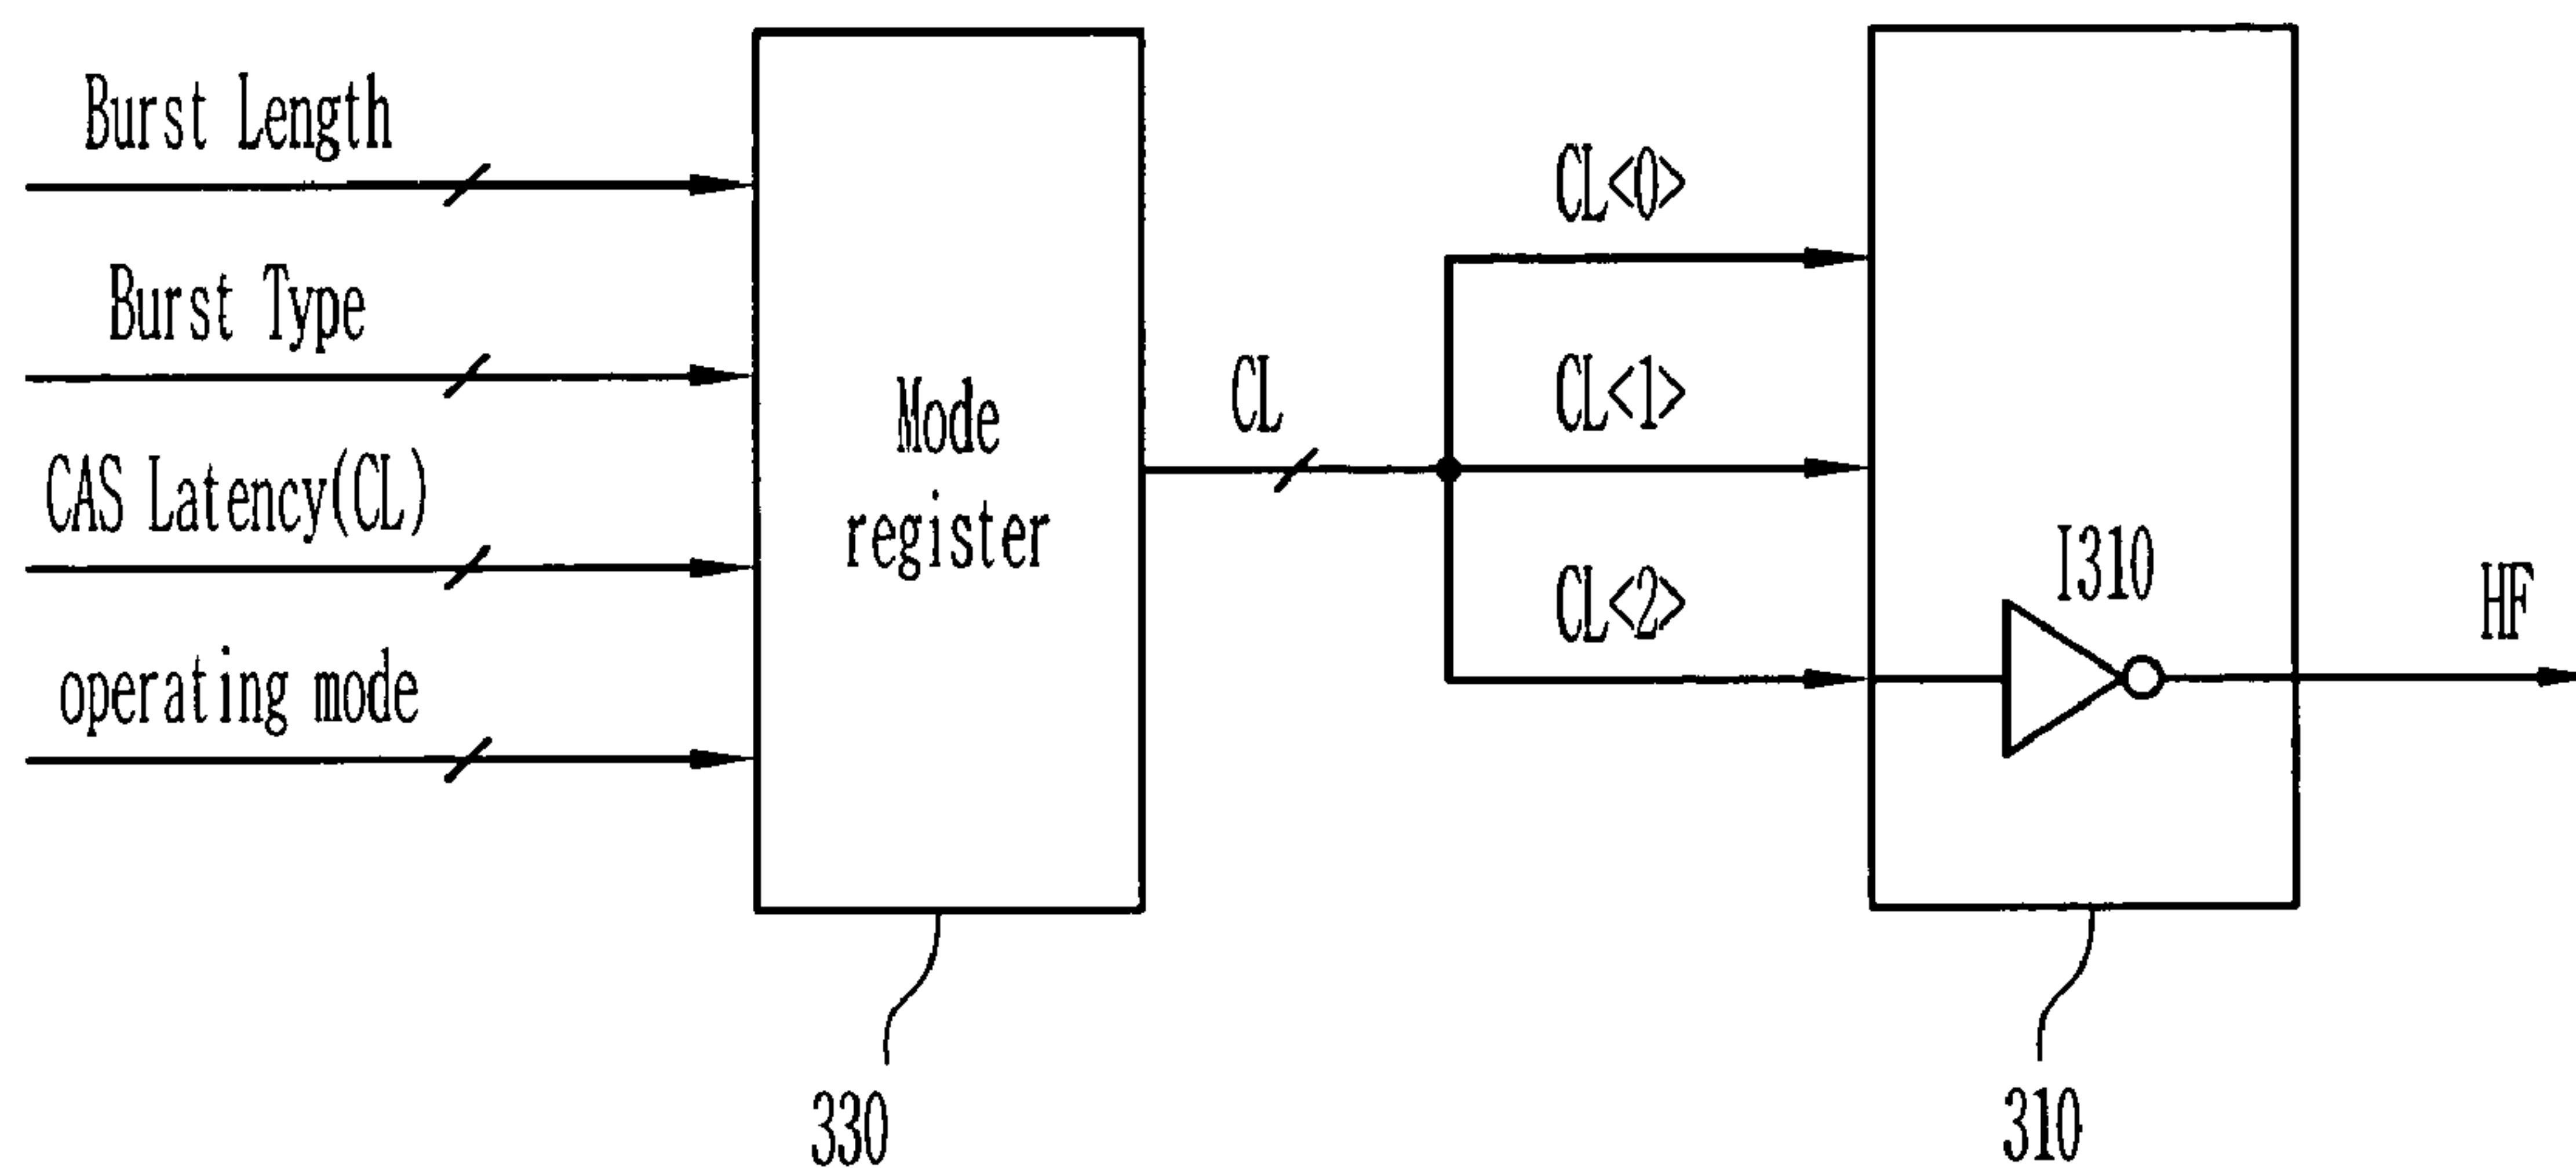 Burst Length
Burst Type
CAS Latency(CL)
operating mode
Mode
register
330
CL
CL<0>
CL<1>
CL<2>
I310
HF
310